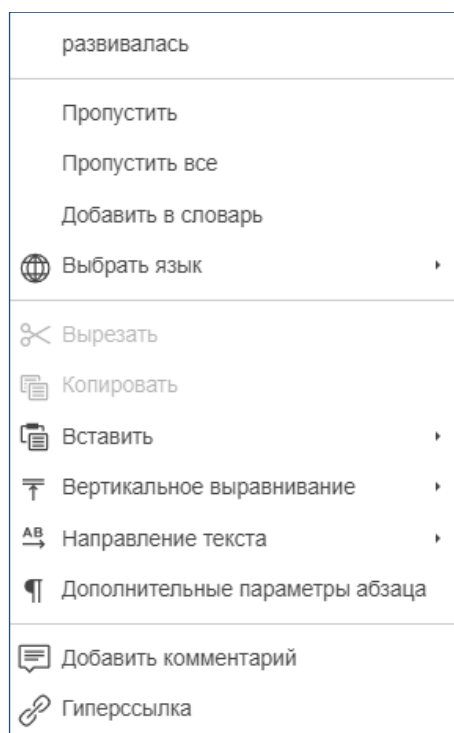 развивалась
Пропустить
Пропустить все
Добавить в словарь
Выбрать язык
Вырезать
Копировать
Вставить
Вертикальное выравнивание
AB Направление текста
¶ Дополнительные параметры абзаца
Добавить комментарий
Гиперссылка